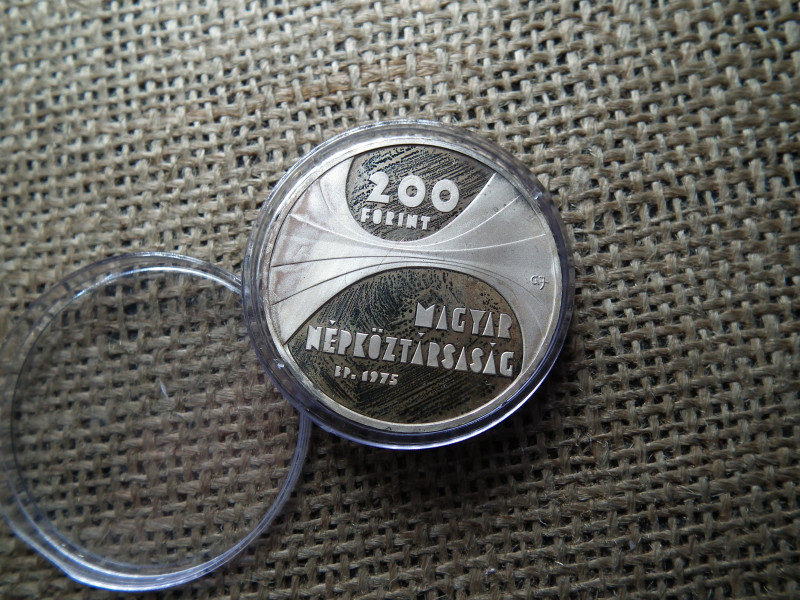 200
FORINT
MAGYAR
NÉPKÖZTÁRSASÁG
BP. 1975